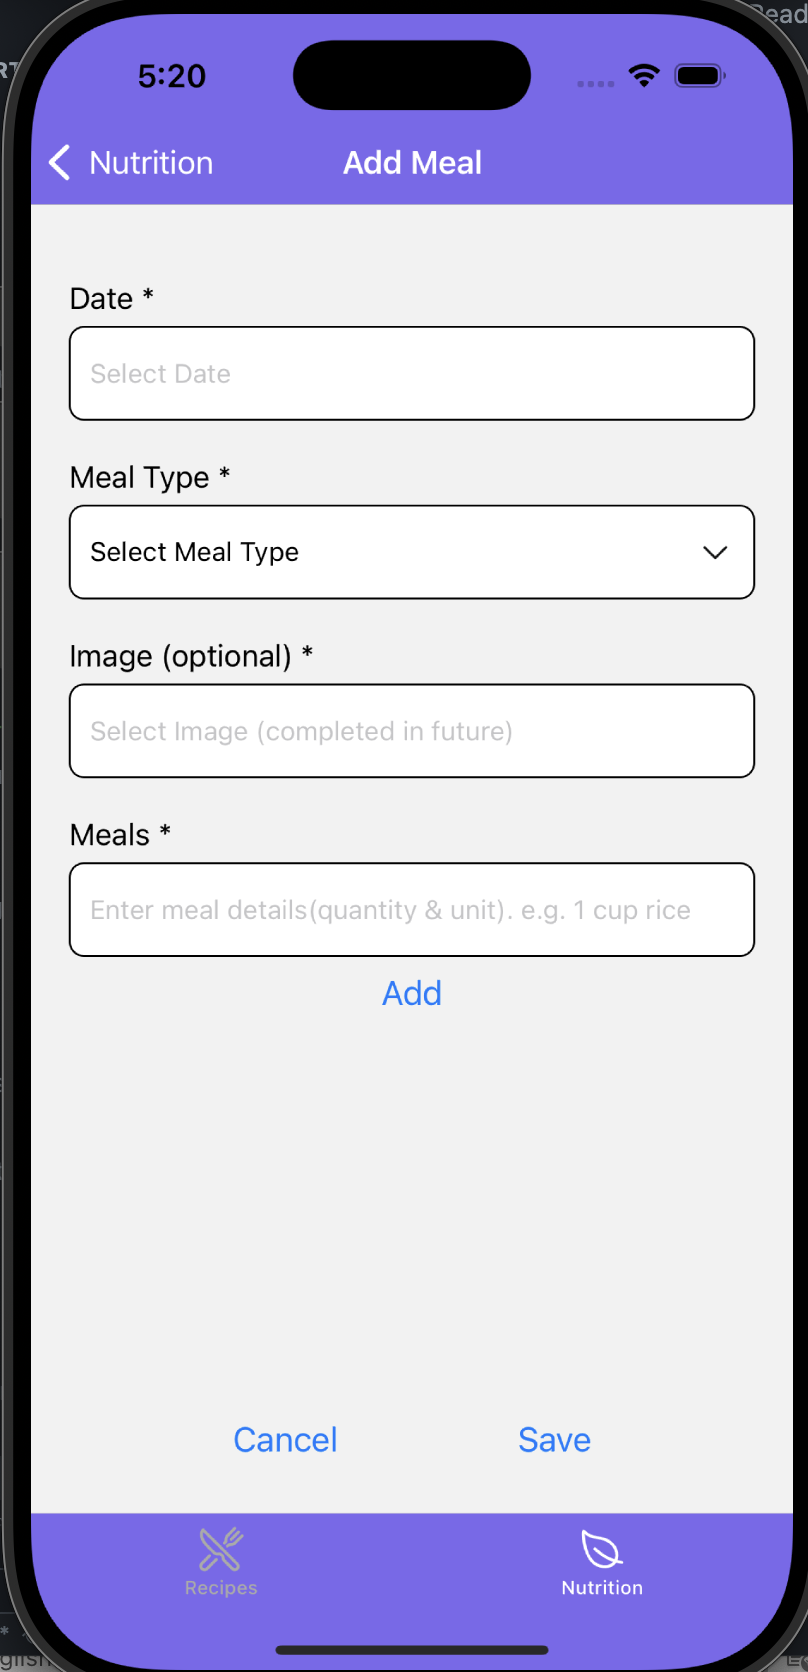 5:20
Nutrition
Add Meal
Date *
Select Date
Meal Type *
Select Meal Type
Image (optional) *
Select Image (completed in future)
Meals *
Enter meal details(quantity & unit). e.g. 1 cup rice
Add
Cancel
Save
Recipes
Nutrition